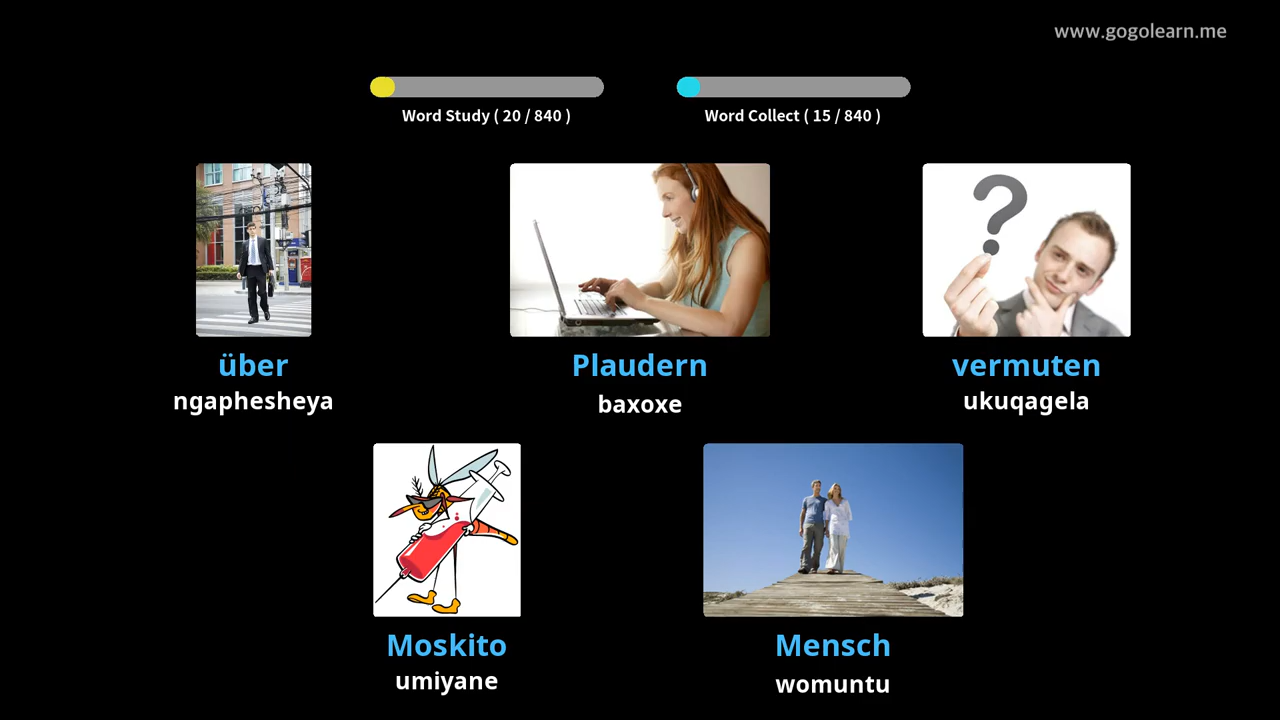 www.gogolearn.me
Word Study ( 20 / 840 )
Word Collect ( 15 / 840 )
über
ngaphesheya
Plaudern
baxoxe
vermuten
ukuqagela
Moskito
umiyane
Mensch
womuntu